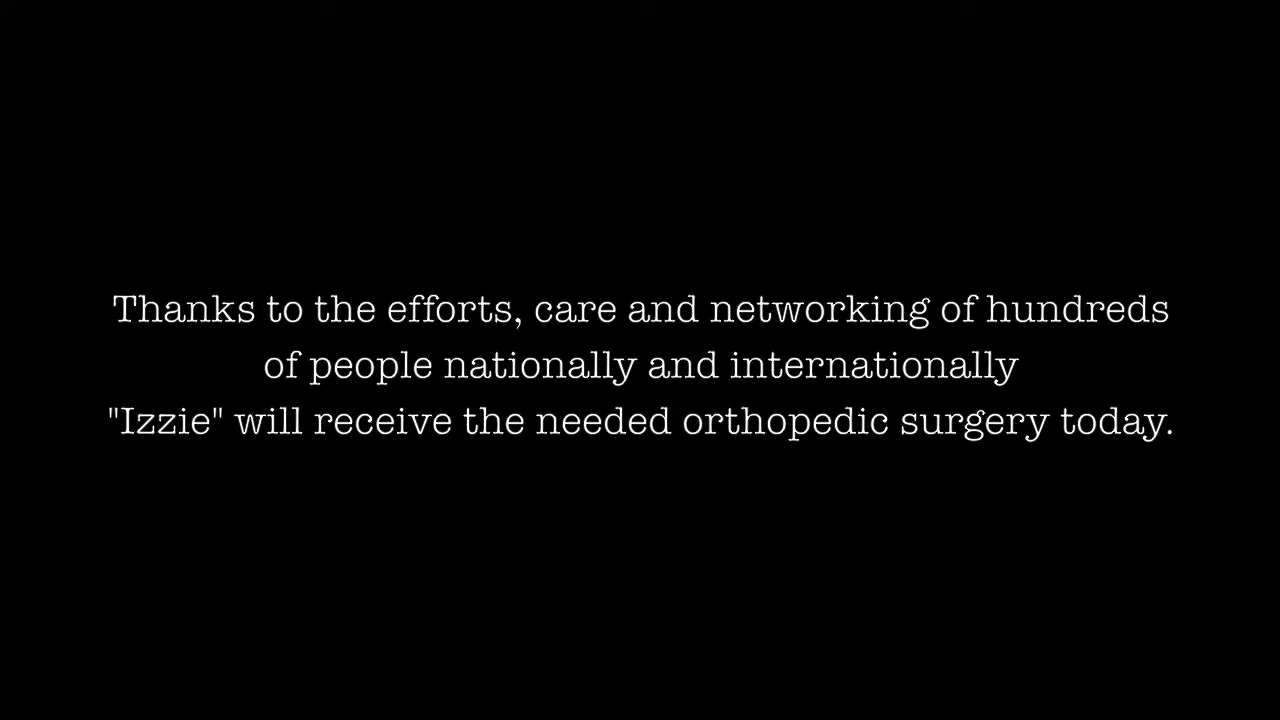 Thanks to the efforts, care and networking of hundreds
of people nationally and internationally
"Izzie" will receive the needed orthopedic surgery today.